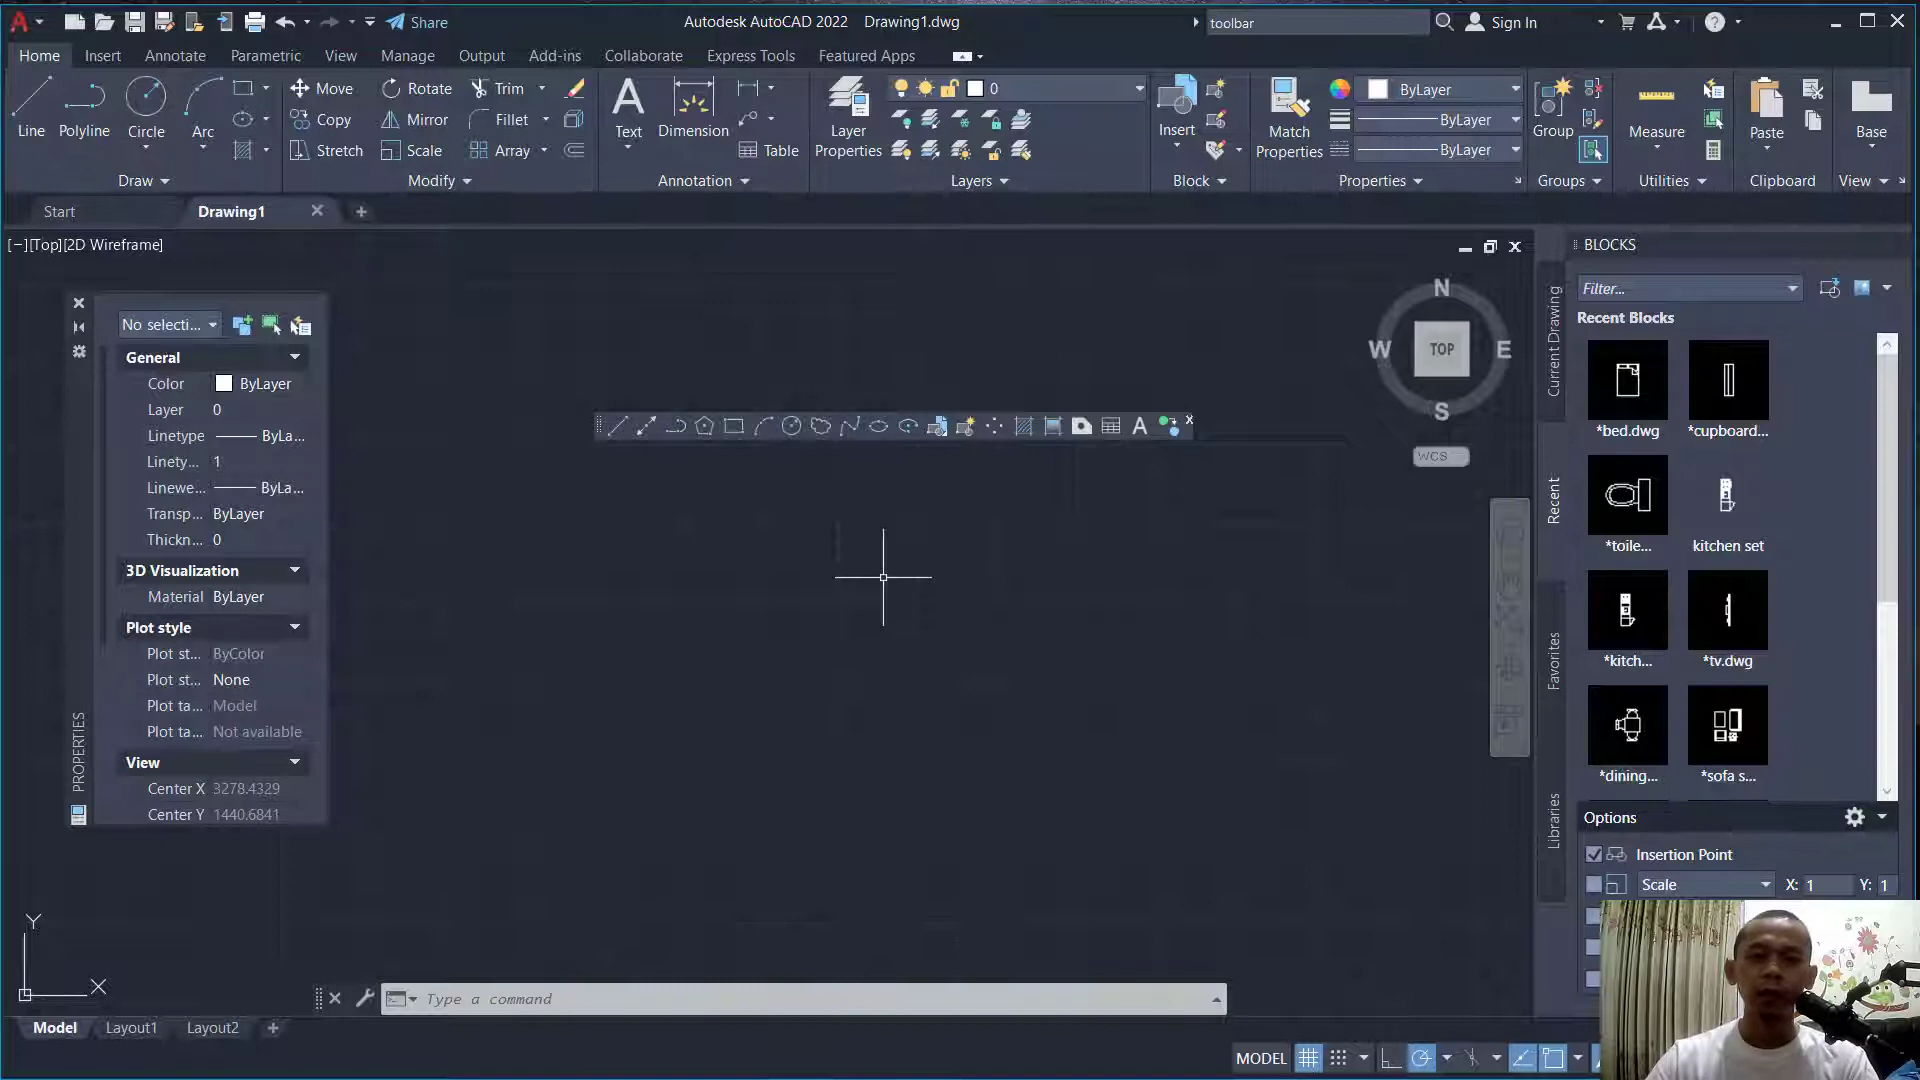 Share
Autodesk AutoCAD 2022 Drawing1.dwg
toolbar
Sign In
Home Insert Annotate Parametric View Manage Output Add-ins Collaborate Express Tools Featured Apps
Line
Polyline
Circle
Arc
Draw
Move Rotate Trim
Copy Mirror Fillet
Stretch Scale Array
Modify
Text
Dimension
Table
Annotation
Layer
Properties
0
Layers
Insert
Block
Match
Properties
ByLayer
ByLayer
ByLayer
Properties
Group
Groups
Measure
Utilities
Paste
Clipboard
Base
View
Start
Drawing1
[−][Top][2D Wireframe]
No selecti...
General
Color ByLayer
Layer 0
Linetype ByLa...
Linety... 1
Linewe... ByLa...
Transp... ByLayer
Thickn... 0
3D Visualization
Material ByLayer
Plot style
Plot st... ByColor
Plot st... None
Plot ta... Model
Plot ta... Not available
View
Center X 3278.4329
Center Y 1440.6841
PROPERTIES
N
W TOP E
S
WCS
BLOCKS
Filter...
Recent Blocks
Current Drawing
Recent
Favorites
Libraries
*bed.dwg *cupboard...
*toile... kitchen set
*kitch... *tv.dwg
*dining... *sofa s...
Options
Insertion Point
Scale X: 1 Y: 1
Y
X
Type a command
Model Layout1 Layout2
MODEL